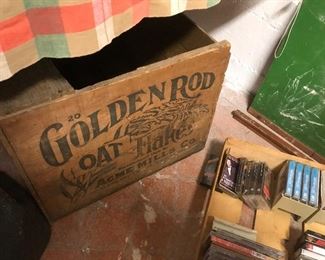 20
GOLDEN ROD
OAT Flakes
ACME MILLS CO.